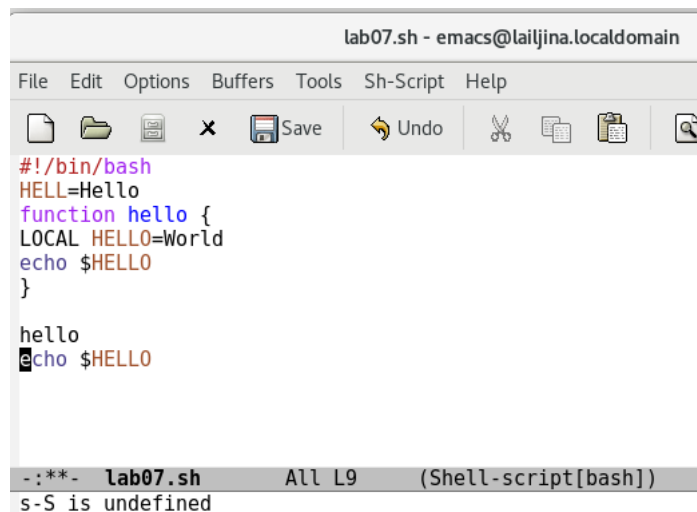 lab07.sh - emacs@lailjina.localdomain
File Edit Options Buffers Tools Sh-Script Help
Save Undo
#!/bin/bash
HELL=Hello
function hello {
LOCAL HELLO=World
echo $HELLO
}
hello
echo $HELLO
-:**- lab07.sh All L9 (Shell-script[bash])
s-S is undefined